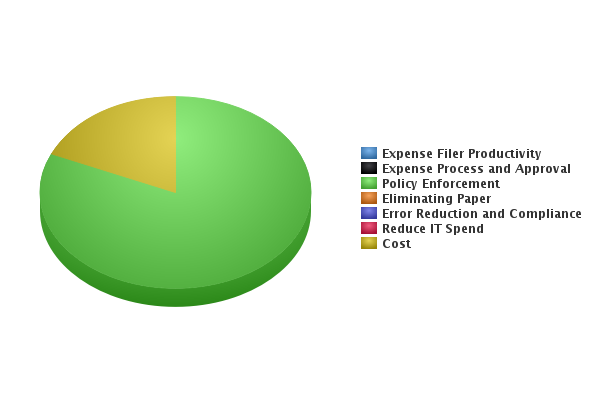 Expense Filer Productivity
Expense Process and Approval
Policy Enforcement
Eliminating Paper
Error Reduction and Compliance
Reduce IT Spend
Cost